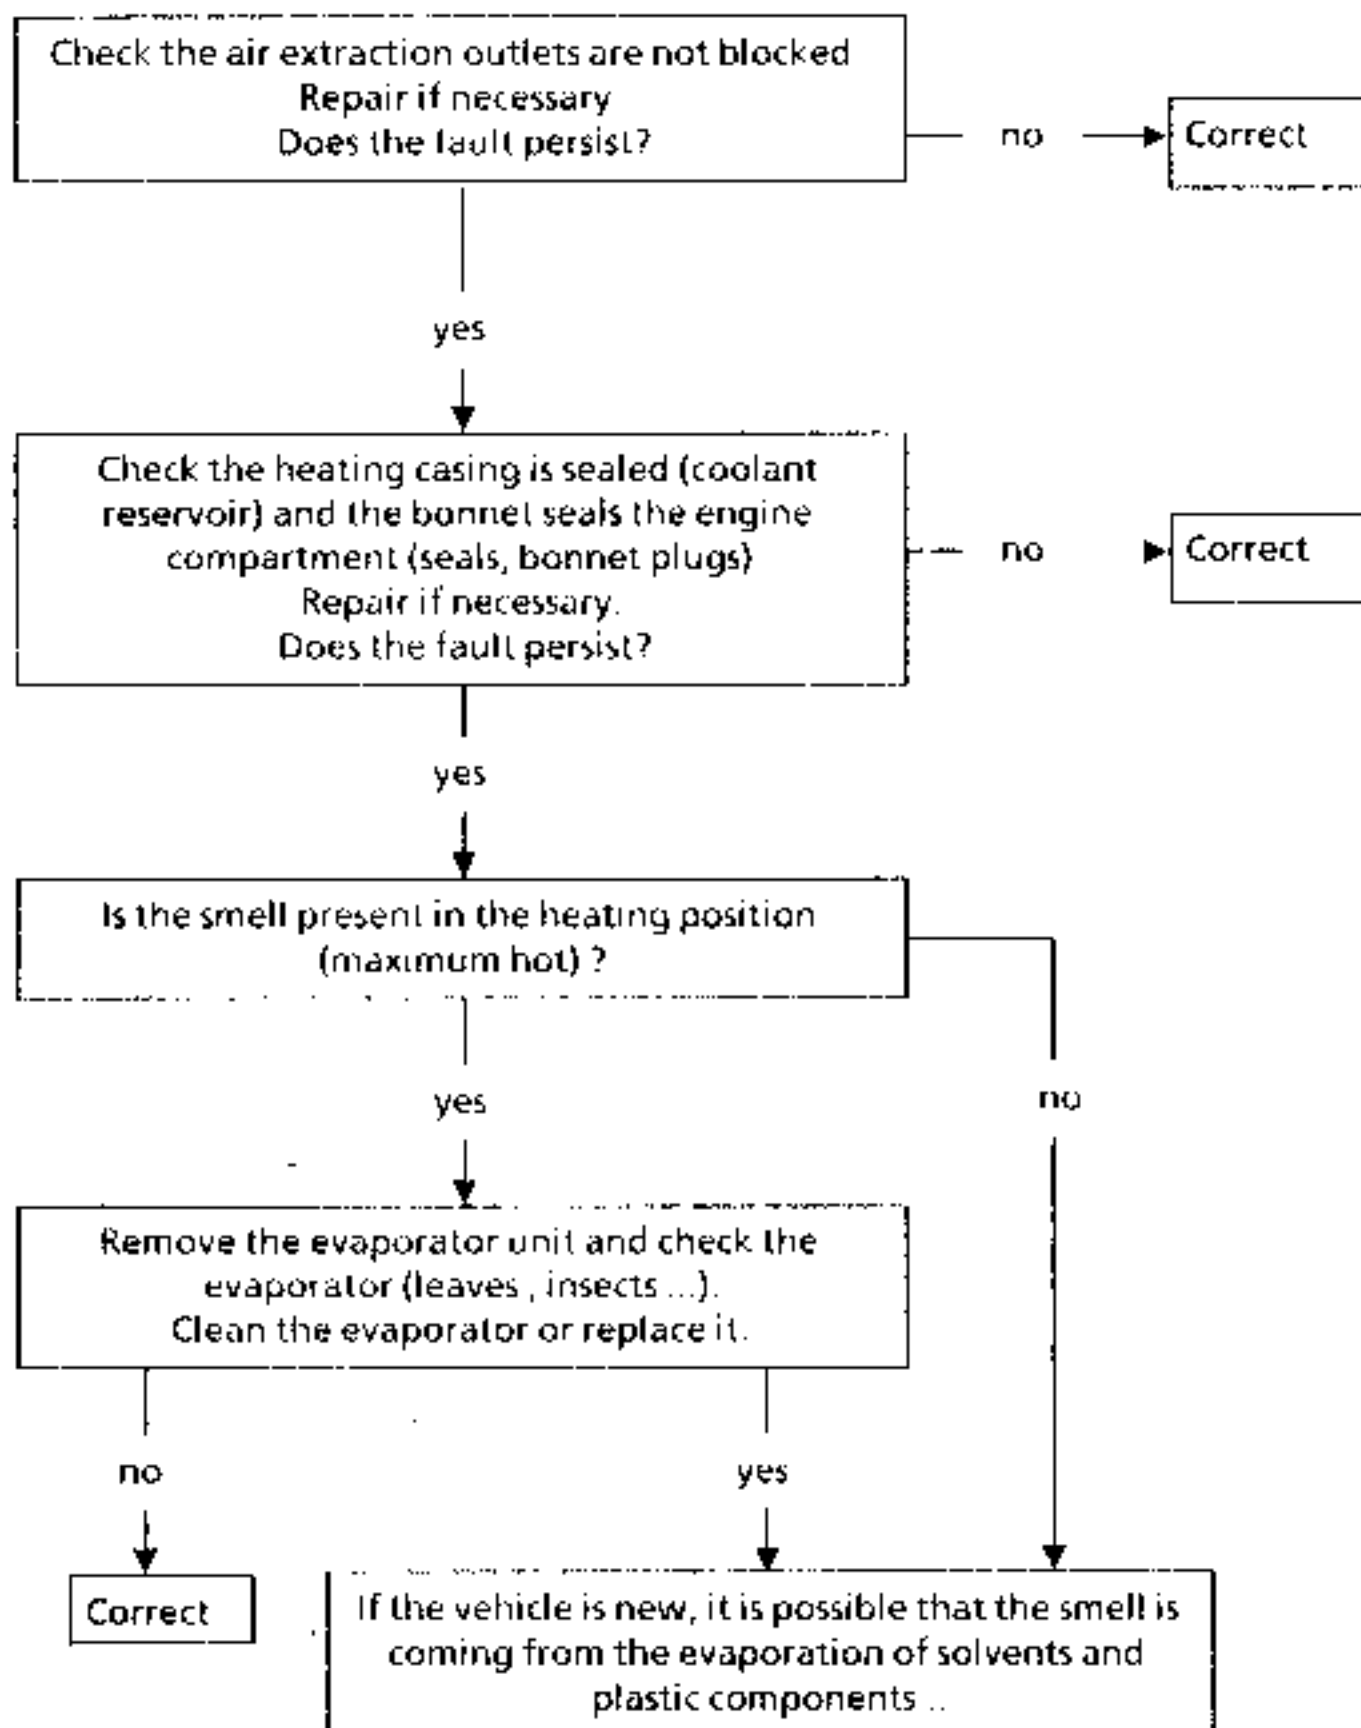 Check the air extraction outlets are not blocked
Repair if necessary
Does the fault persist?
no
Correct
yes
Check the heating casing is sealed (coolant
reservoir) and the bonnet seals the engine
compartment (seals, bonnet plugs)
Repair if necessary.
Does the fault persist?
no
Correct
yes
Is the smell present in the heating position
(maximum hot) ?
yes
no
Remove the evaporator unit and check the
evaporator (leaves , insects ...).
Clean the evaporator or replace it.
no
yes
Correct
If the vehicle is new, it is possible that the smell is
coming from the evaporation of solvents and
plastic components ..